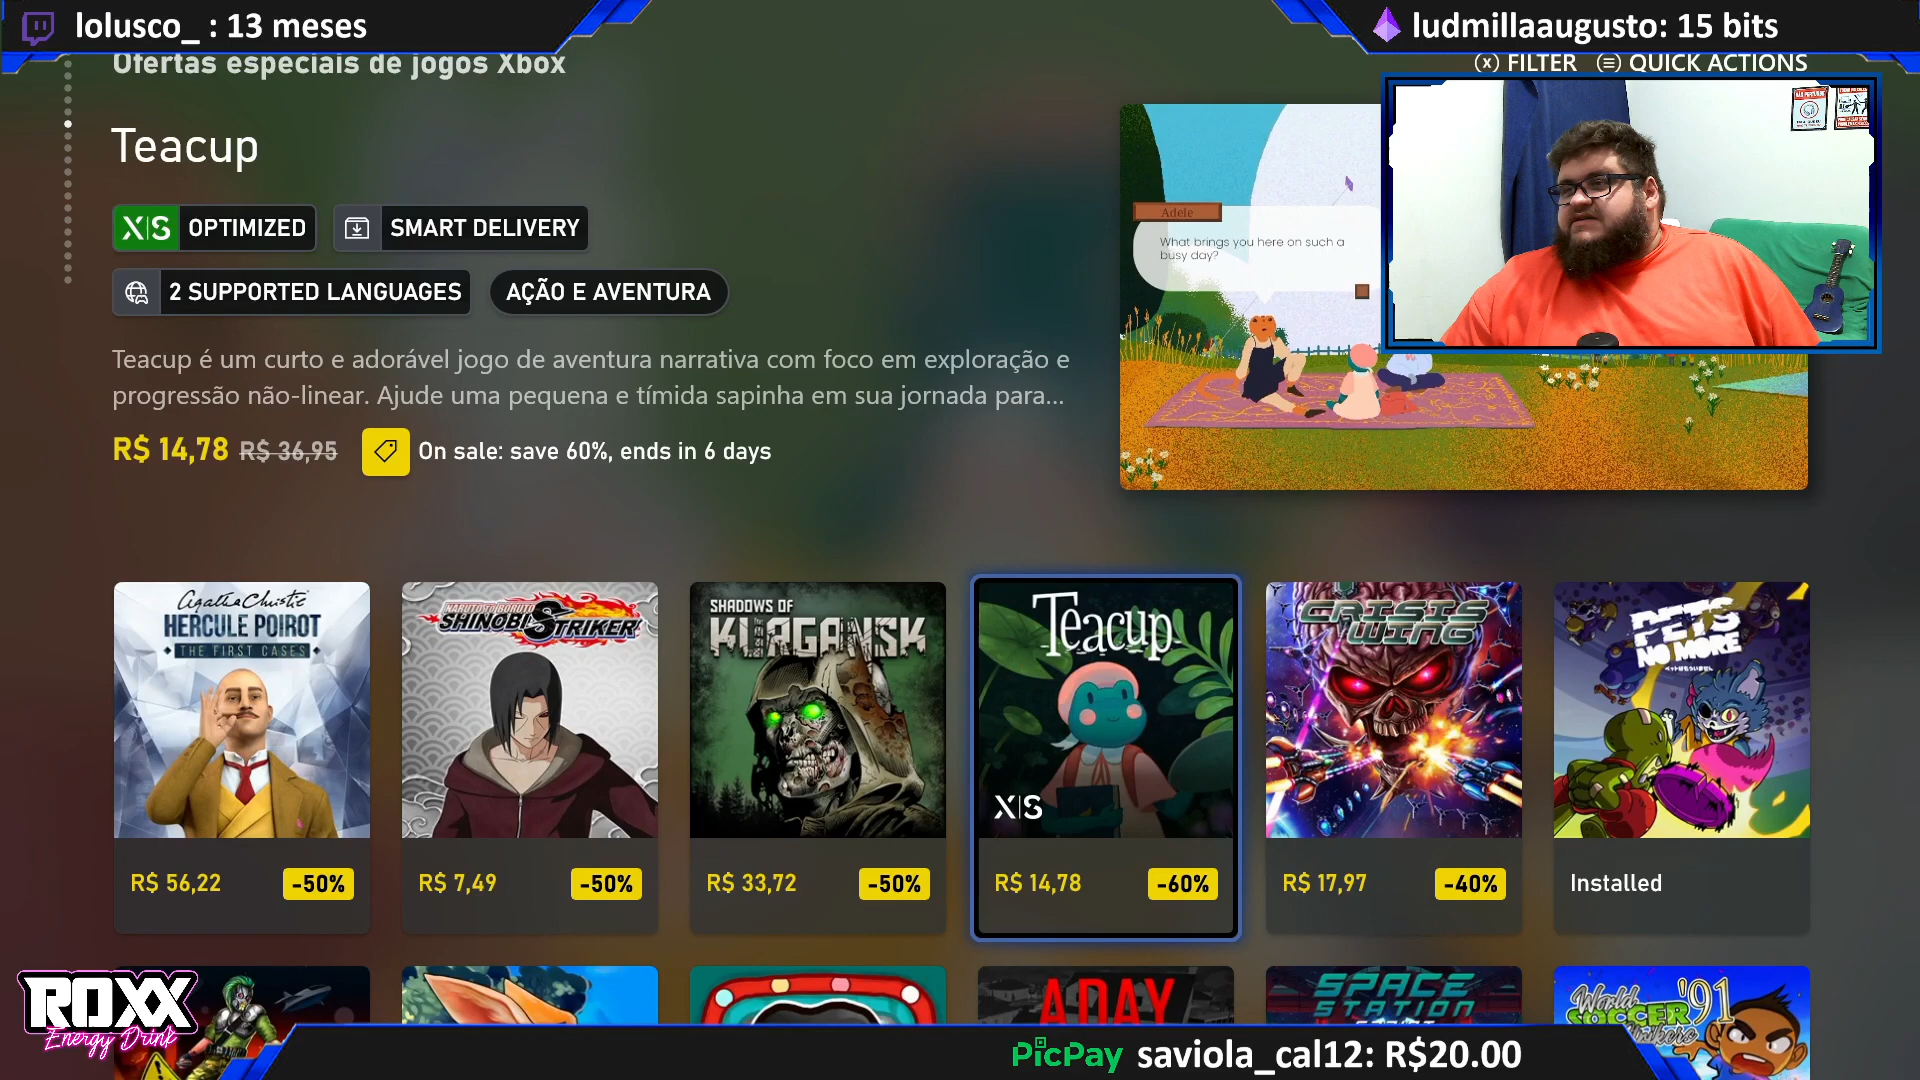 lolusco_ : 13 meses
ludmillaaugusto: 15 bits
Ofertas especiais de jogos Xbox
FILTER
QUICK ACTIONS
Teacup
X|S OPTIMIZED
SMART DELIVERY
2 SUPPORTED LANGUAGES
AÇÃO E AVENTURA
Teacup é um curto e adorável jogo de aventura narrativa com foco em exploração e
progressão não-linear. Ajude uma pequena e tímida sapinha em sua jornada para...
R$ 14,78 R$ 36,95
On sale: save 60%, ends in 6 days
Adele
What brings you here on such a
busy day?
Agatha Christie
HERCULE POIROT
THE FIRST CASES
NARUTO TO BORUTO
SHINOBI STRIKER
SHADOWS OF
KURGANSK
Teacup
X|S
CRISIS
WING
PETS
NO MORE
R$ 56,22
-50%
R$ 7,49
-50%
R$ 33,72
-50%
R$ 14,78
-60%
R$ 17,97
-40%
Installed
ROXX
Energy Drink
A DAY
SPACE
STATION
World
SOCCER '91
PicPay saviola_cal12: R$20.00